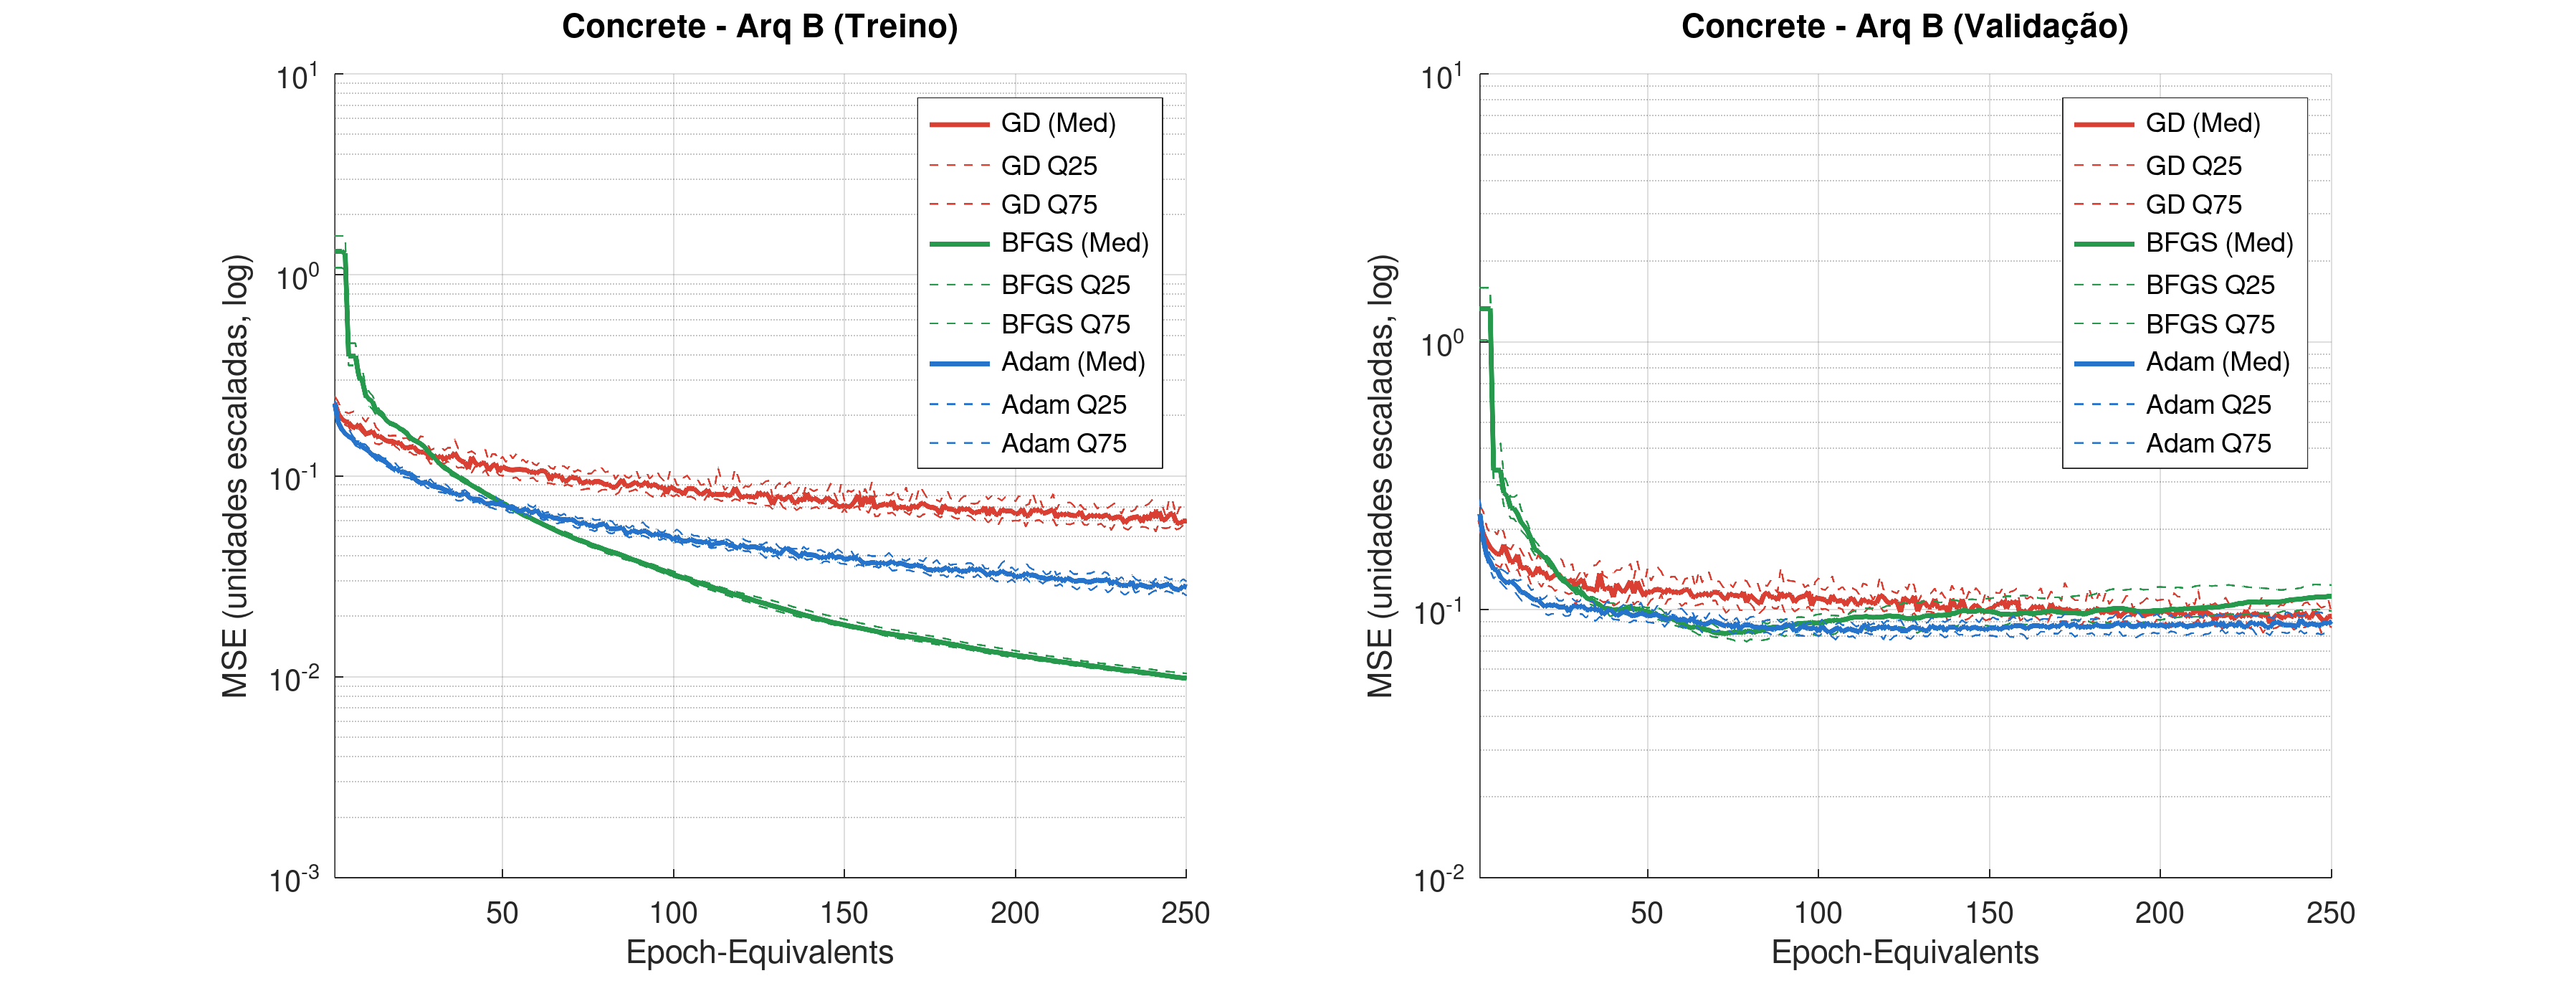 Concrete - Arq B (Treino)
MSE (unidades escaladas, log)
10^1
10^0
10^-1
10^-2
10^-3
50
100
150
200
250
Epoch-Equivalents
GD (Med)
GD Q25
GD Q75
BFGS (Med)
BFGS Q25
BFGS Q75
Adam (Med)
Adam Q25
Adam Q75
Concrete - Arq B (Validação)
MSE (unidades escaladas, log)
10^1
10^0
10^-1
10^-2
50
100
150
200
250
Epoch-Equivalents
GD (Med)
GD Q25
GD Q75
BFGS (Med)
BFGS Q25
BFGS Q75
Adam (Med)
Adam Q25
Adam Q75